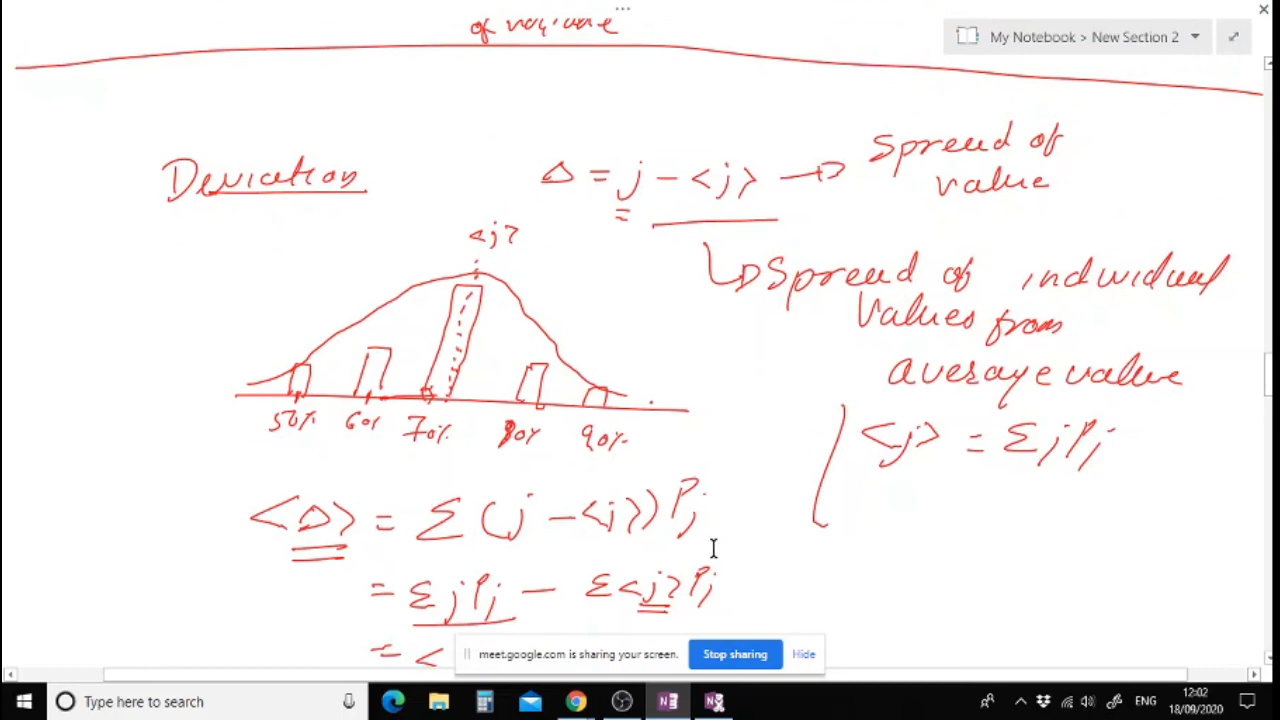 of variable
My Notebook > New Section 2
Deviation
Δ = j - <j> → Spread of
value
<j>
↳ Spread of individual
values from
average value
50% 60% 70% 80% 90%
<j> = Σ j Pj
<Δ> = Σ (j - <j>) Pj
= Σ j Pj - Σ <j> Pj
= <
meet.google.com is sharing your screen. Stop sharing Hide
Type here to search
ENG
12:02
18/09/2020